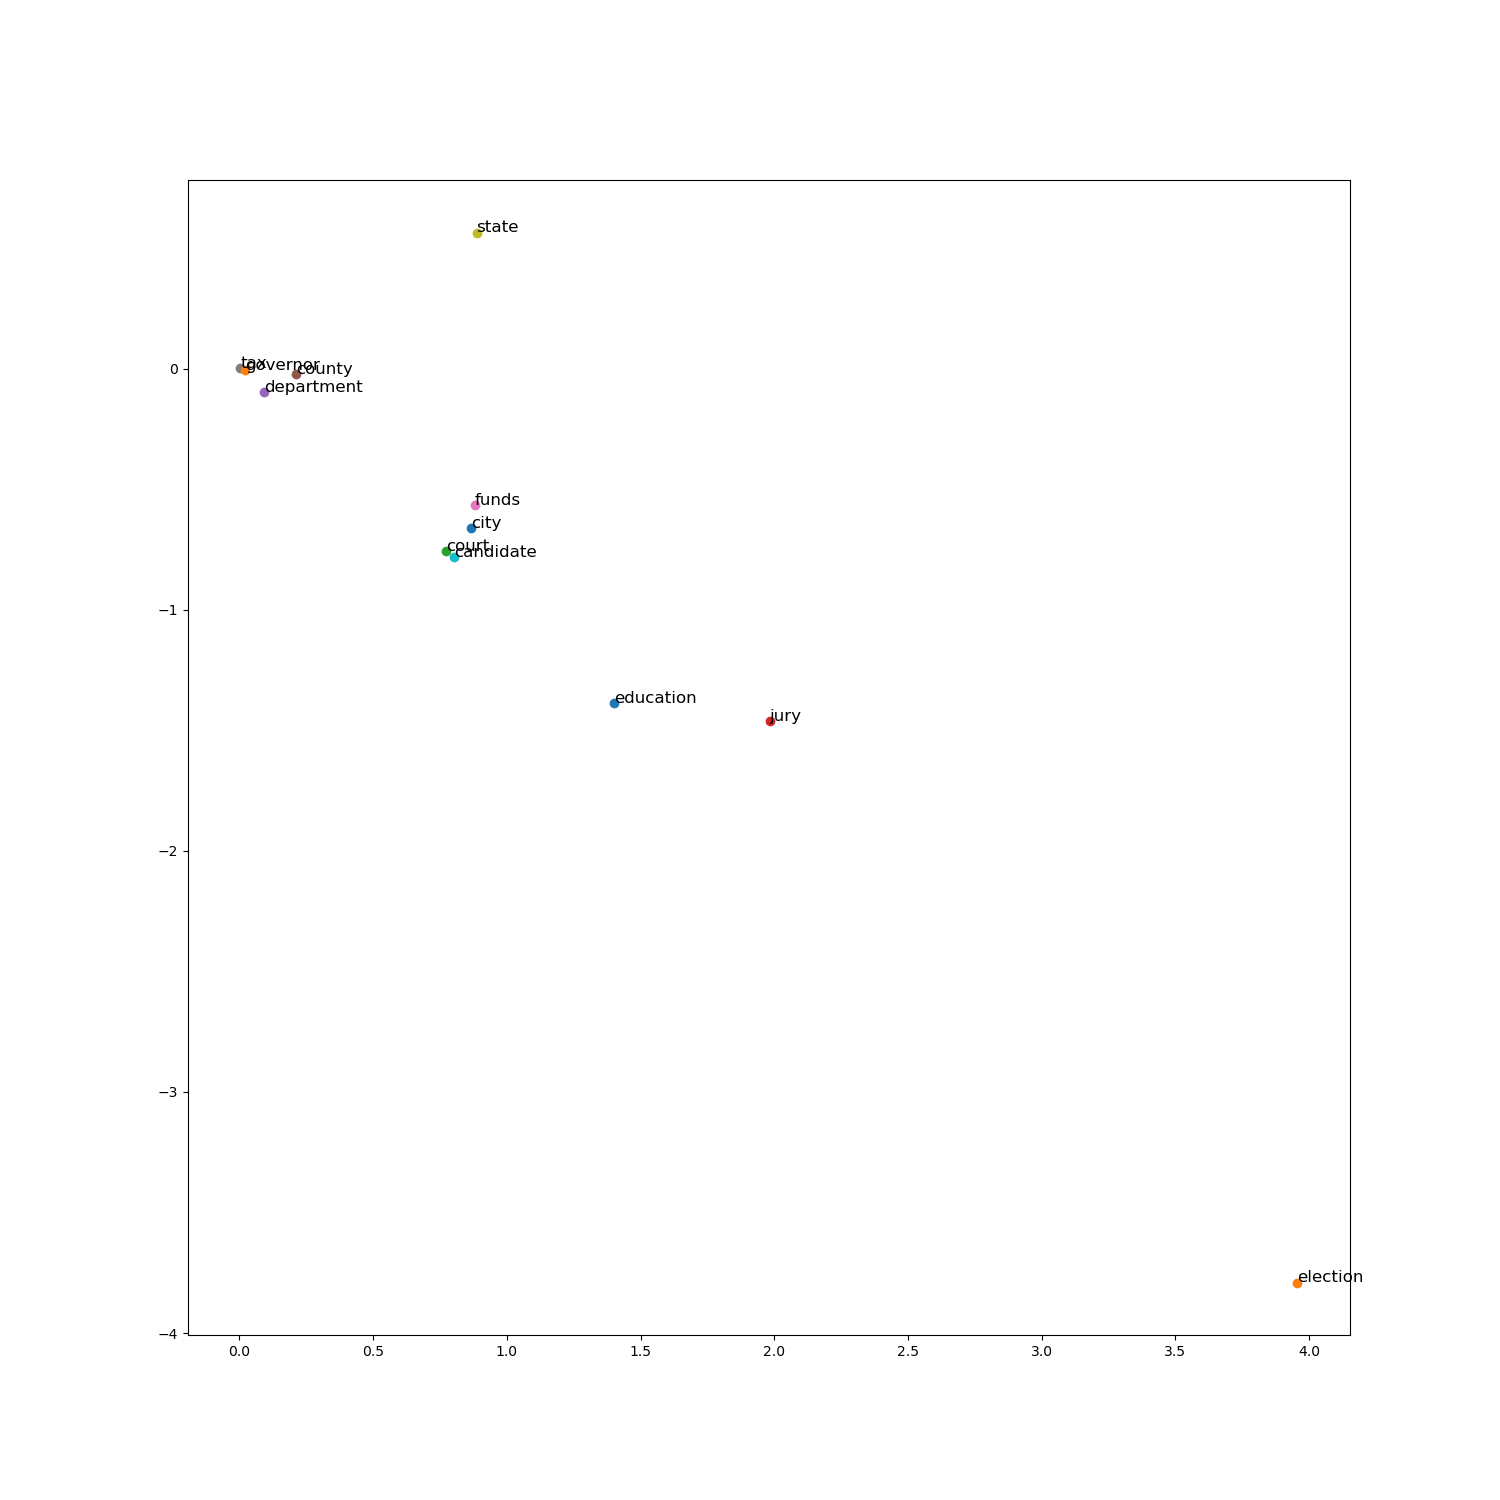 state
0
tax
governor
county
department
funds
city
court
candidate
−1
education
jury
−2
−3
election
−4
0.0 0.5 1.0 1.5 2.0 2.5 3.0 3.5 4.0